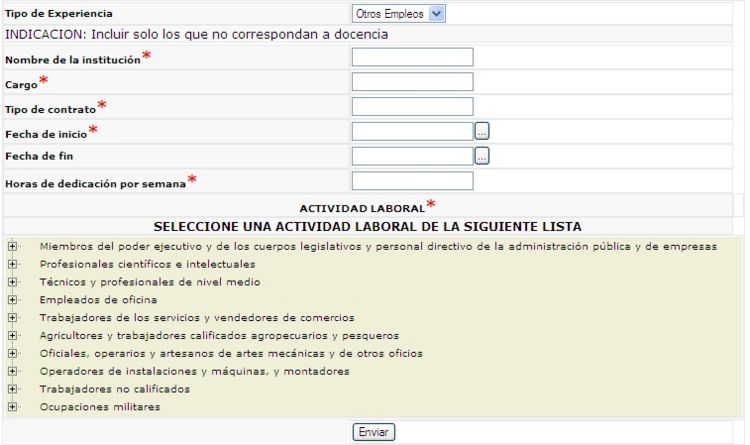 Tipo de Experiencia Otros Empleos
INDICACION: Incluir solo los que no correspondan a docencia
Nombre de la institución*
Cargo*
Tipo de contrato*
Fecha de inicio* ...
Fecha de fin ...
Horas de dedicación por semana*
ACTIVIDAD LABORAL*
SELECCIONE UNA ACTIVIDAD LABORAL DE LA SIGUIENTE LISTA
Miembros del poder ejecutivo y de los cuerpos legislativos y personal directivo de la administración pública y de empresas
Profesionales científicos e intelectuales
Técnicos y profesionales de nivel medio
Empleados de oficina
Trabajadores de los servicios y vendedores de comercios
Agricultores y trabajadores calificados agropecuarios y pesqueros
Oficiales, operarios y artesanos de artes mecánicas y de otros oficios
Operadores de instalaciones y máquinas, y montadores
Trabajadores no calificados
Ocupaciones militares
Enviar